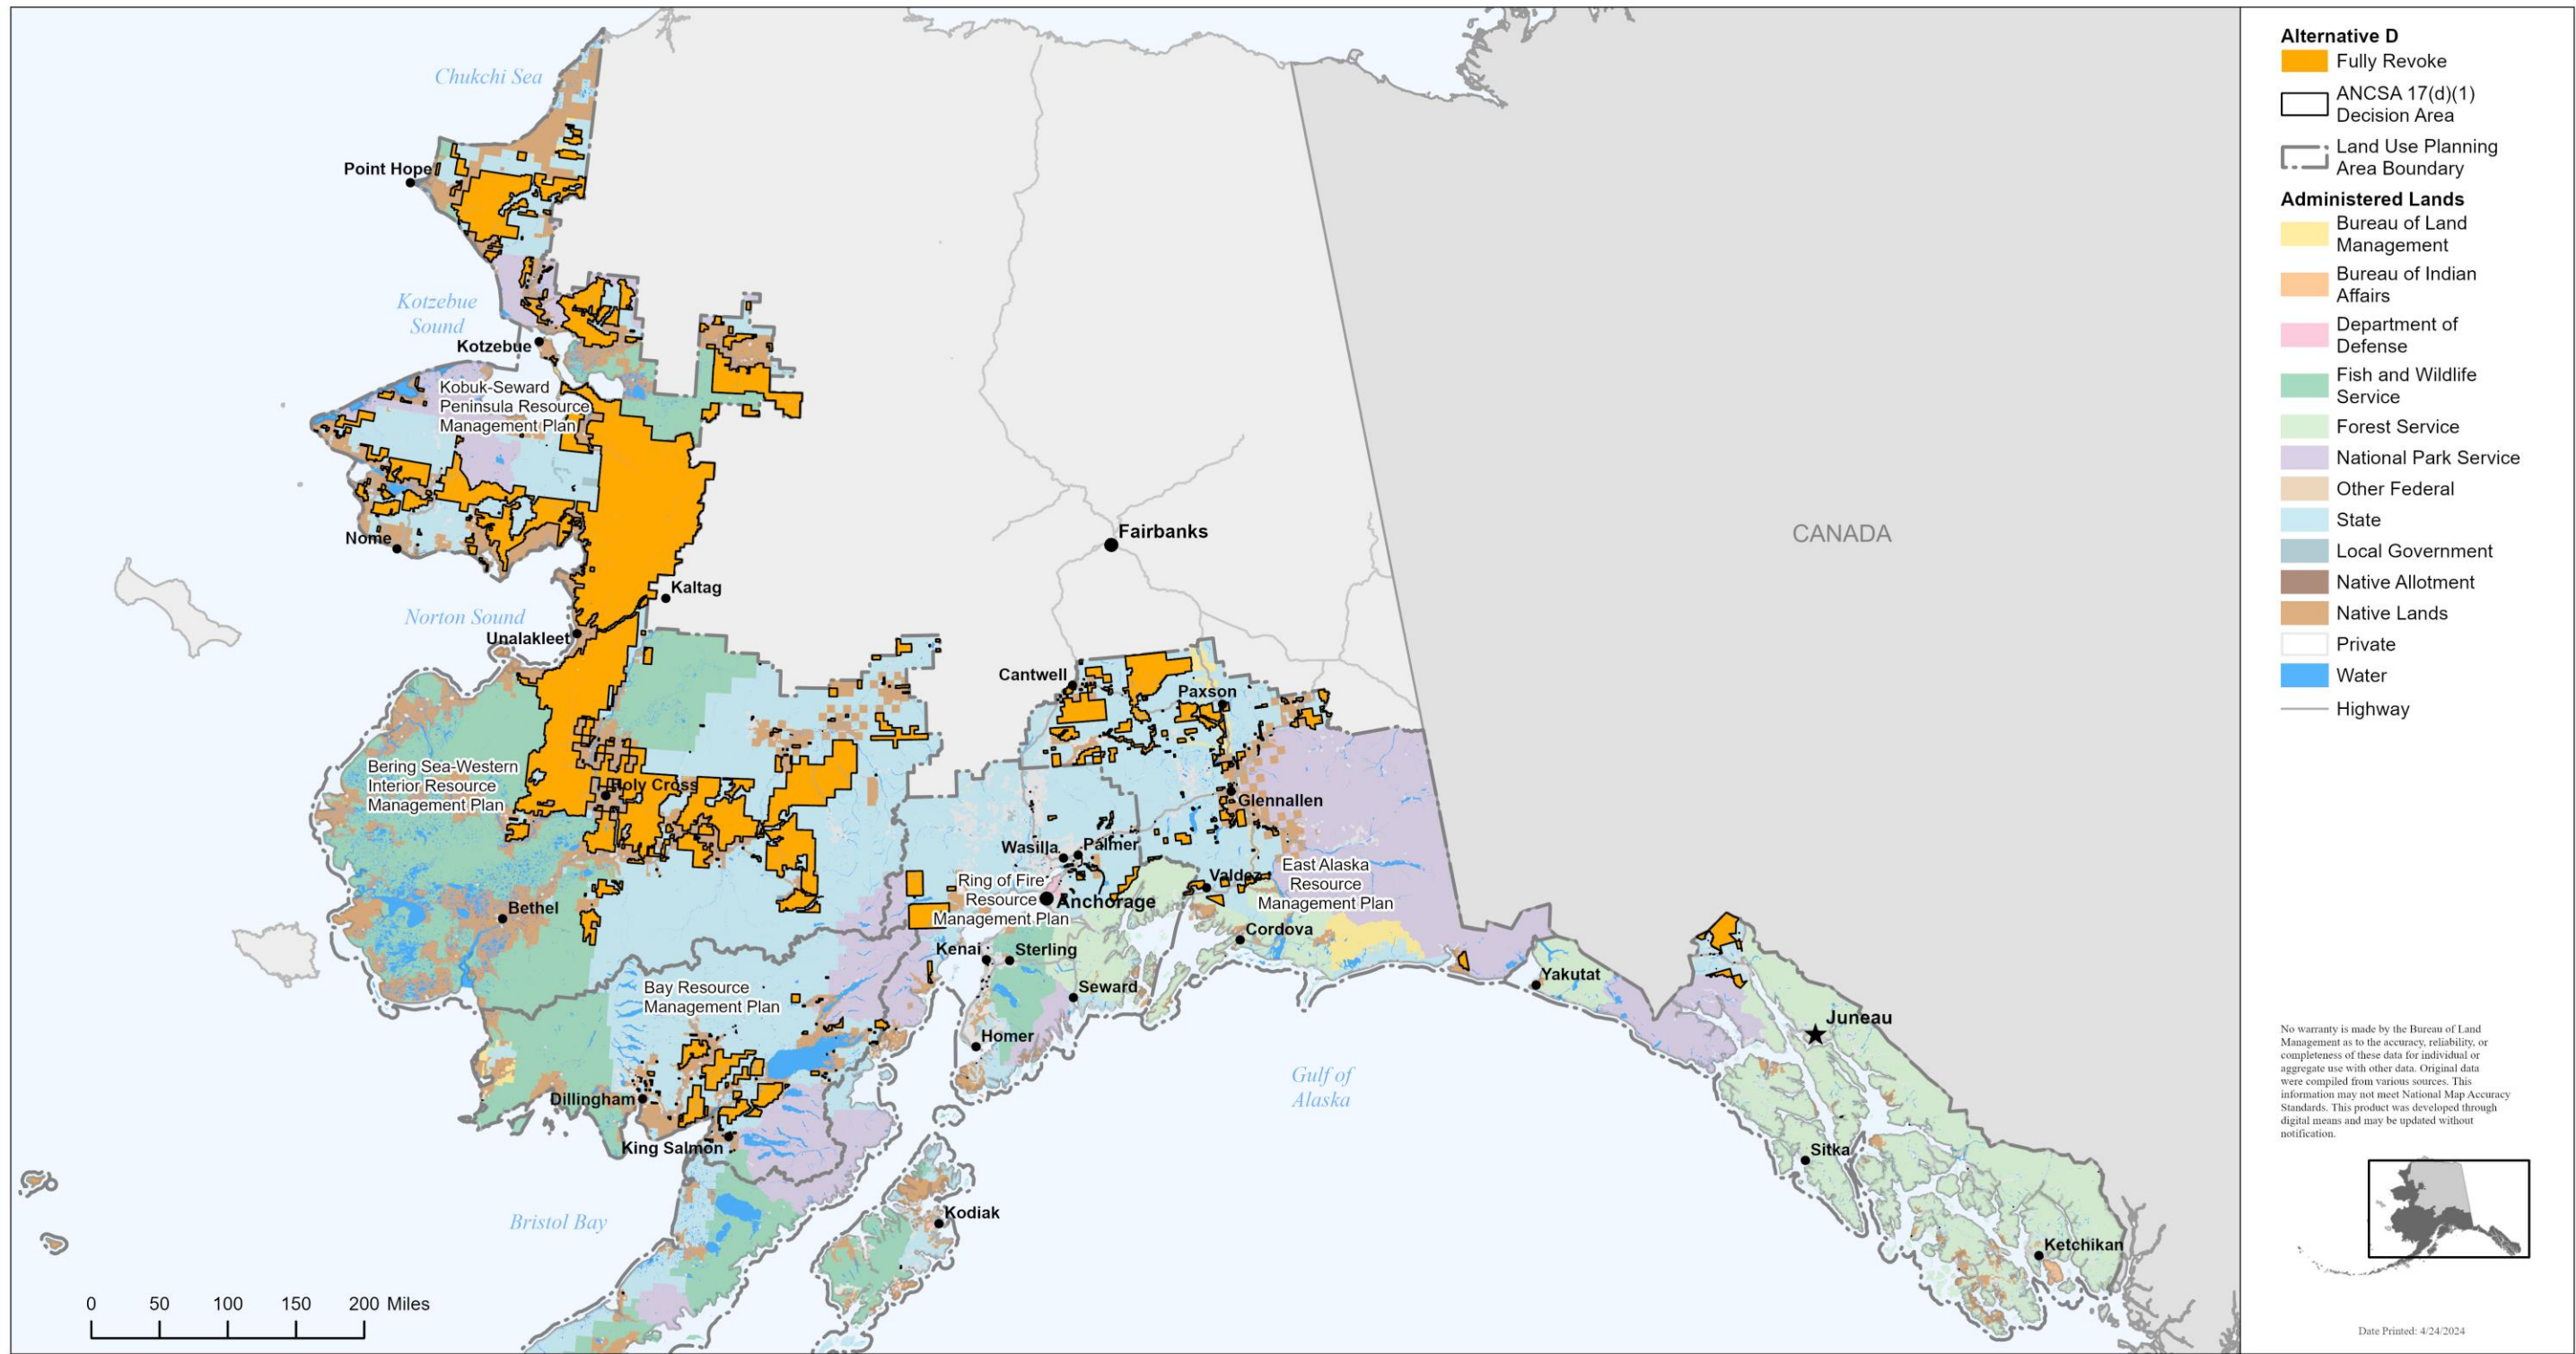 Chukchi Sea
Point Hope
Kotzebue
Sound
Kotzebue
Kobuk-Seward
Peninsula Resource
Management Plan
Nome
Fairbanks
CANADA
Kaltag
Norton Sound
Unalakleet
Cantwell
Paxson
Bering Sea-Western
Interior Resource
Management Plan
Holy Cross
Glennallen
Wasilla
Palmer
Ring of Fire
Resource
Management Plan
Anchorage
Valdez
East Alaska
Resource
Management Plan
Bethel
Cordova
Kenai
Sterling
Yakutat
Bay Resource
Management Plan
Seward
Juneau
Homer
Gulf of
Alaska
Dillingham
King Salmon
Sitka
Bristol Bay
Kodiak
Ketchikan
0 50 100 150 200 Miles
Alternative D
Fully Revoke
ANCSA 17(d)(1)
Decision Area
Land Use Planning
Area Boundary
Administered Lands
Bureau of Land
Management
Bureau of Indian
Affairs
Department of
Defense
Fish and Wildlife
Service
Forest Service
National Park Service
Other Federal
State
Local Government
Native Allotment
Native Lands
Private
Water
Highway
No warranty is made by the Bureau of Land
Management as to the accuracy, reliability, or
completeness of these data for individual or
aggregate use with other data. Original data
were compiled from various sources. This
information may not meet National Map Accuracy
Standards. This product was developed through
digital means and may be updated without
notification.
Date Printed: 4/24/2024